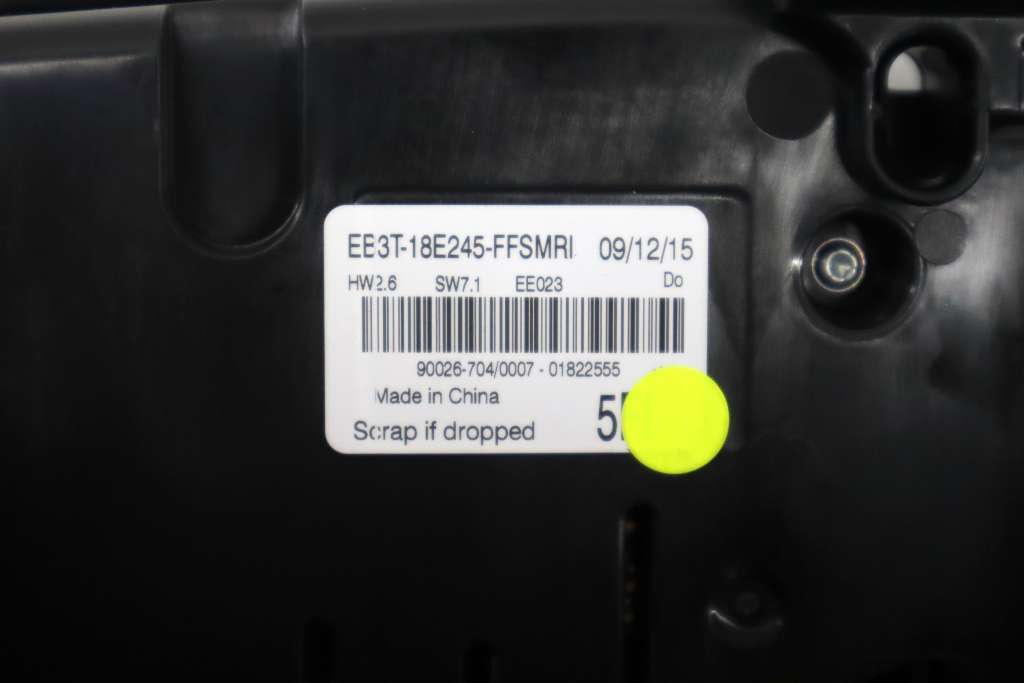 EB3T-18E245-FFSMRI 09/12/15
HW2.6 SW7.1 EE023 Do
90026-704/0007 - 01822555
Made in China
Scrap if dropped